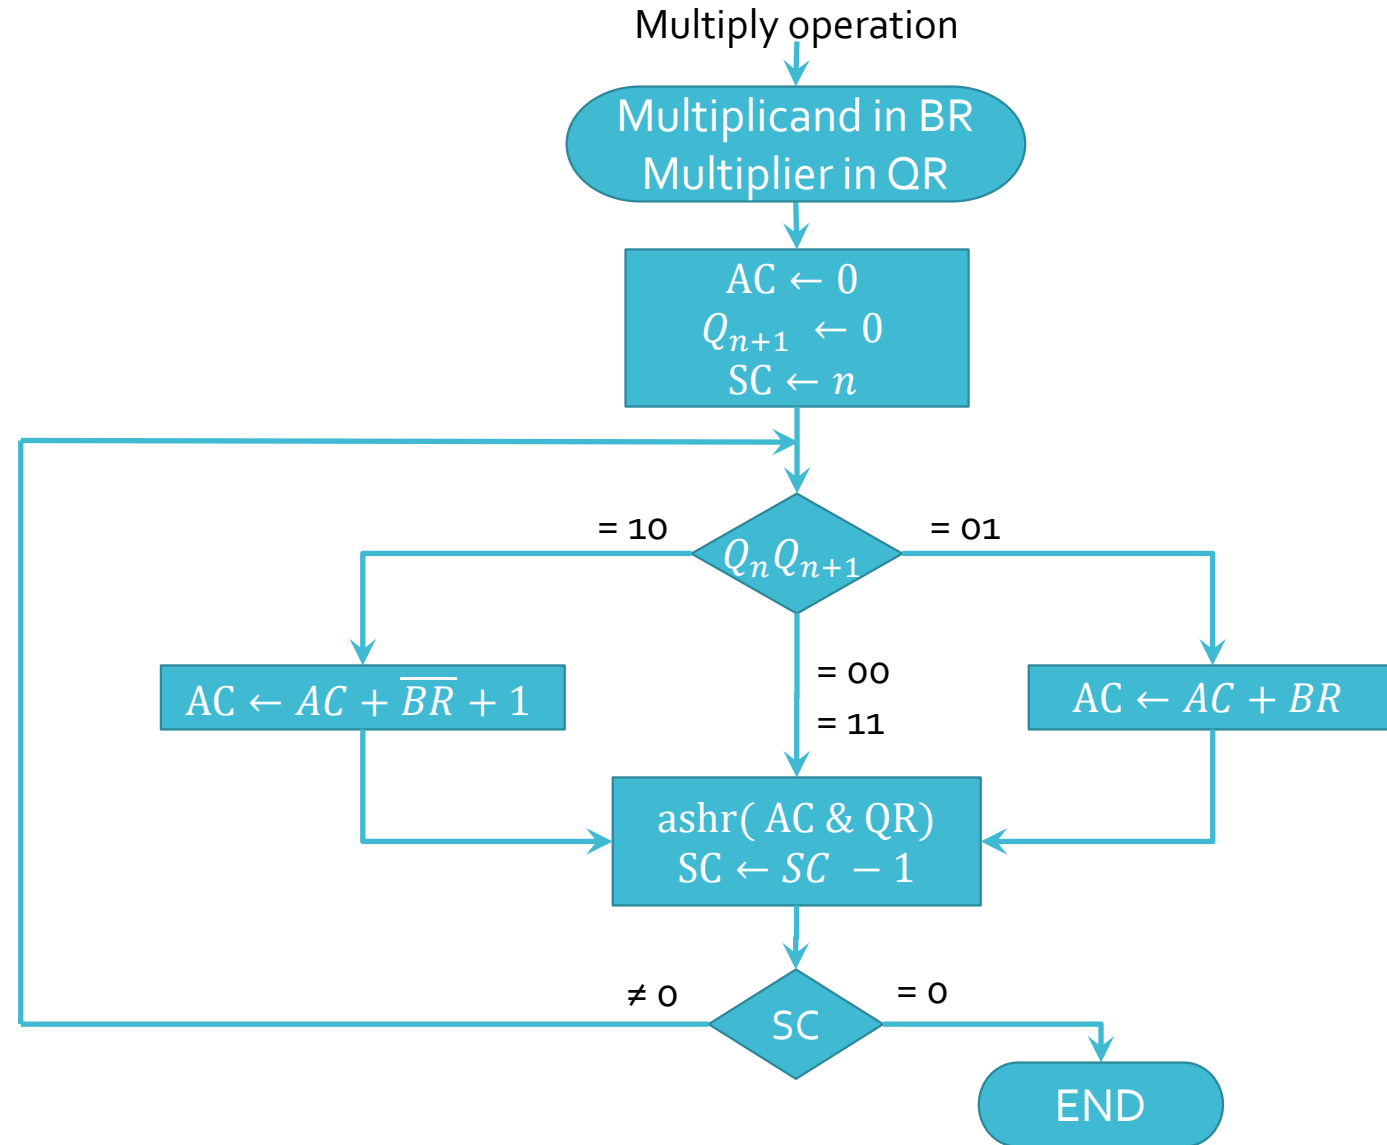 Multiply operation
Multiplicand in BR
Multiplier in QR
AC ← 0
Qₙ₊₁ ← 0
SC ← n
= 10
QₙQₙ₊₁
= 01
= 00
= 11
AC ← AC + B̅R̅ + 1
AC ← AC + BR
ashr( AC & QR)
SC ← SC − 1
≠ 0
SC
= 0
END